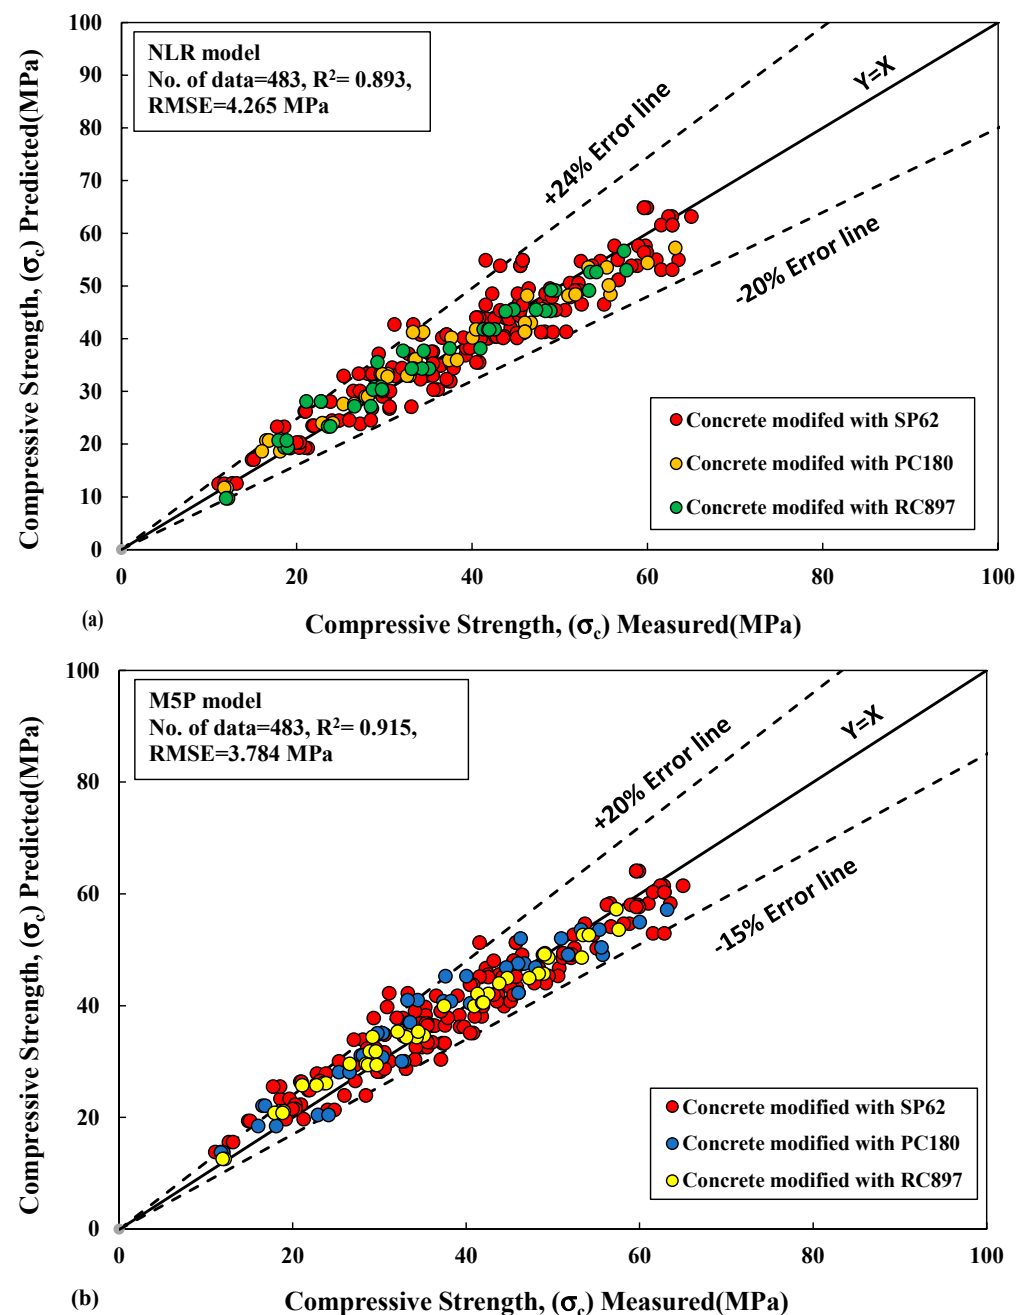 NLR model
No. of data=483, R²= 0.893,
RMSE=4.265 MPa
Compressive Strength, (σc) Predicted(MPa)
100
90
80
70
60
50
40
30
20
10
0
+24% Error line
Y=X
-20% Error line
Concrete modifed with SP62
Concrete modifed with PC180
Concrete modifed with RC897
0 20 40 60 80 100
(a)
Compressive Strength, (σc) Measured(MPa)
M5P model
No. of data=483, R²= 0.915,
RMSE=3.784 MPa
Compressive Strength, (σc) Predicted(MPa)
100
80
60
40
20
0
+20% Error line
Y=X
-15% Error line
Concrete modified with SP62
Concrete modified with PC180
Concrete modified with RC897
0 20 40 60 80 100
(b)
Compressive Strength, (σc) Measured(MPa)